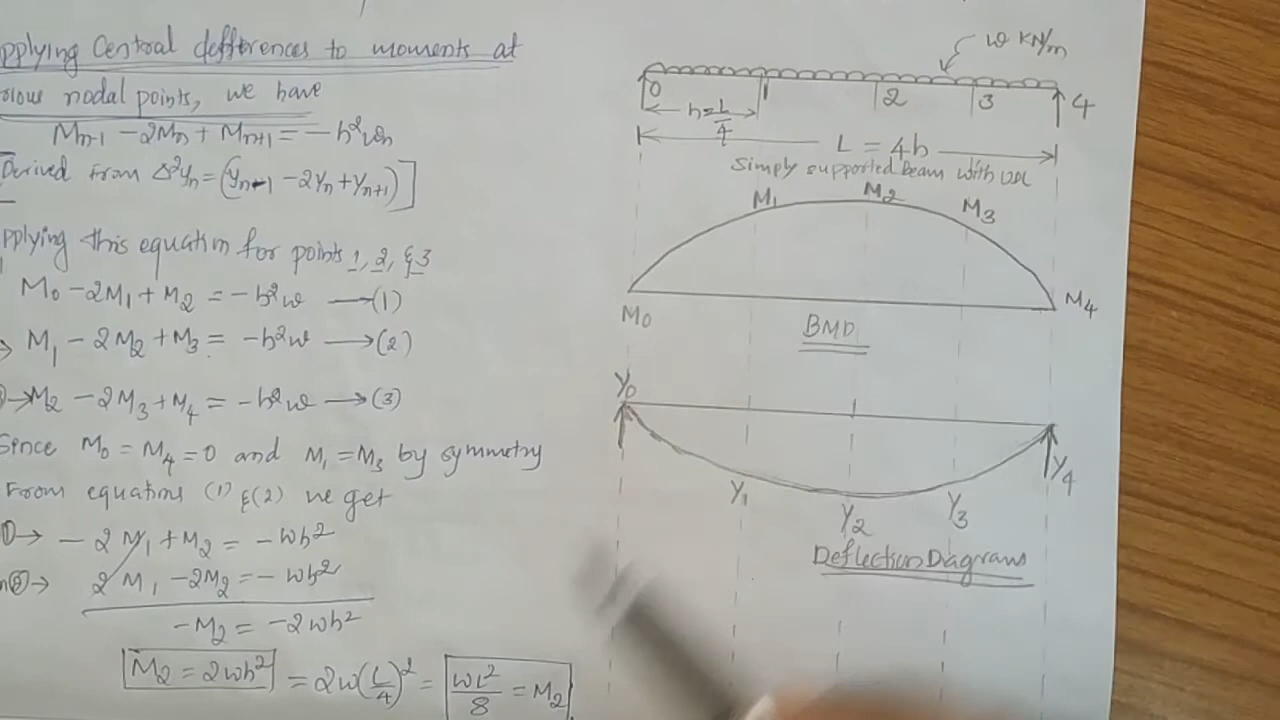 pplying Central defferences to moments at
rious nodal points, we have
Mn-1 - 2Mn + Mn+1 = -h²wn
Derived from Δ²yn = (yn-1 - 2yn + yn+1)]
pplying this equation for points 1, 2, & 3
M0 - 2M1 + M2 = -h²w ⟶(1)
M1 - 2M2 + M3 = -h²w ⟶(2)
→M2 - 2M3 + M4 = -h²w ⟶(3)
Since M0 = M4 = 0 and M1 = M3 by symmetry
From equations (1) & (2) we get
① → - 2M1 + M2 = -wh²
② → 2M1 - 2M2 = -wh²
-M2 = -2wh²
M2 = 2wh² = 2w(L/4)² = wL²/8 = M2
w KN/m
0 1 2 3 4
h = L/4
L = 4h
Simply supported Beam with UDL
M1 M2 M3
M0 M4
BMD
Y0
Y4
Y1 Y2 Y3
Deflection Diagram